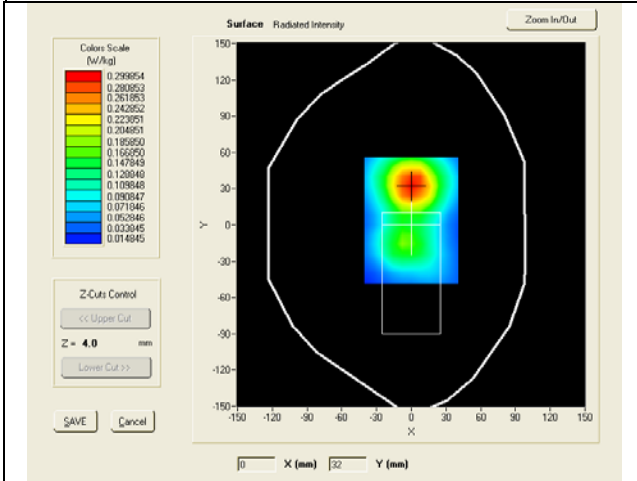 Surface Radiated Intensity
Zoom In/Out
Colors Scale
(W/kg)
0.299854
0.280853
0.261853
0.242852
0.223851
0.204851
0.185850
0.166850
0.147849
0.128848
0.109848
0.090847
0.071846
0.052846
0.033845
0.014845
Z-Cuts Control
<< Upper Cut
Z = 4.0 mm
Lower Cut >>
SAVE Cancel
150-
120-
90-
60-
30-
0-
-30-
-60-
-90-
-120-
-150-
Y
-150 -120 -90 -60 -30 0 30 60 90 120 150
X
0 X (mm) 32 Y (mm)